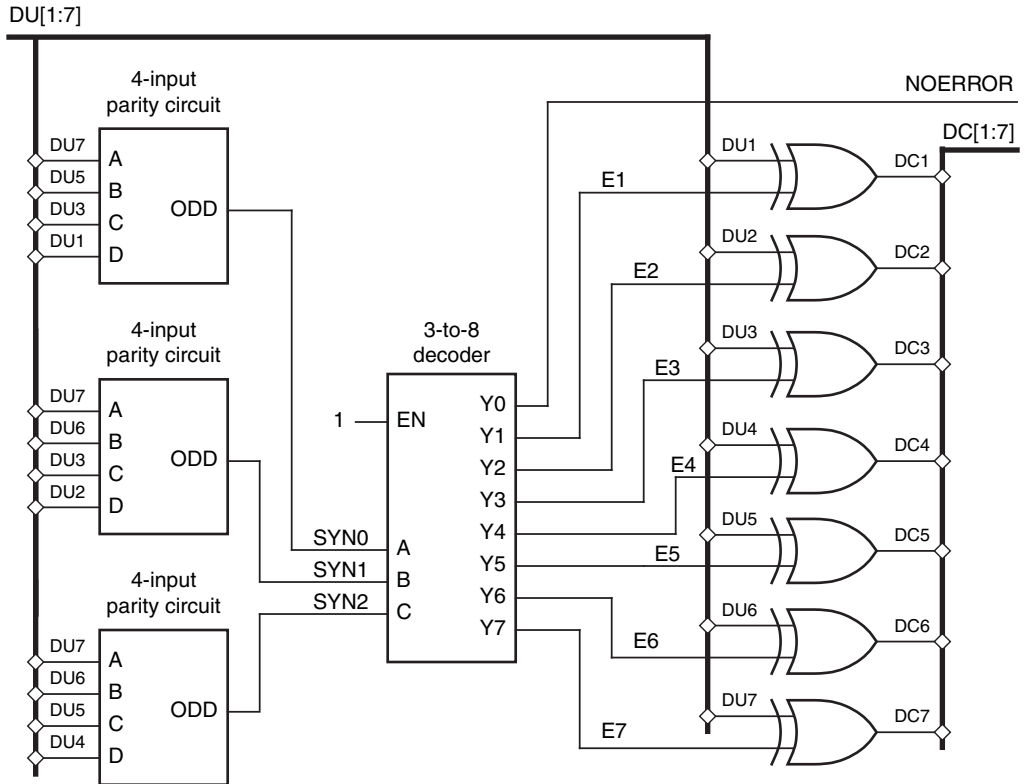 DU[1:7]
4-input
parity circuit
DU7
A
DU5
B
DU3
C
DU1
D
ODD
4-input
parity circuit
DU7
A
DU6
B
DU3
C
DU2
D
ODD
4-input
parity circuit
DU7
A
DU6
B
DU5
C
DU4
D
ODD
SYN0
SYN1
SYN2
3-to-8
decoder
1
EN
A
B
C
Y0
Y1
Y2
Y3
Y4
Y5
Y6
Y7
NOERROR
DC[1:7]
DU1
E1
DC1
DU2
E2
DC2
DU3
E3
DC3
DU4
E4
DC4
DU5
E5
DC5
DU6
E6
DC6
DU7
E7
DC7